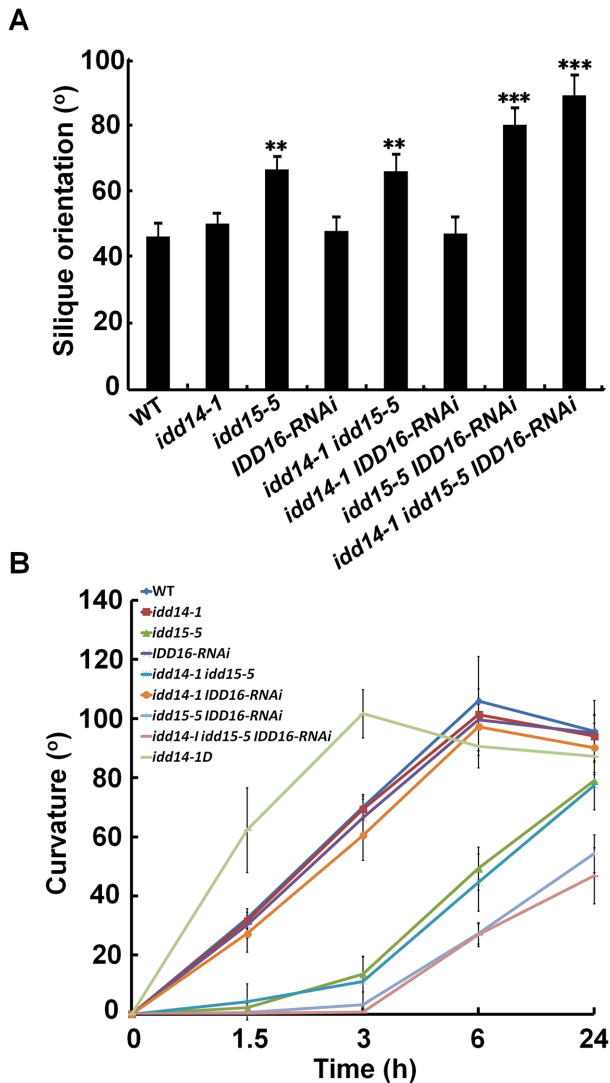 A
Silique orientation (º)
100
80
60
40
20
0
**
**
***
***
WT
idd14-1
idd15-5
IDD16-RNAi
idd14-1 idd15-5
idd14-1 IDD16-RNAi
idd15-5 IDD16-RNAi
idd14-1 idd15-5 IDD16-RNAi
B
Curvature (º)
140
120
100
80
60
40
20
0
WT
idd14-1
idd15-5
IDD16-RNAi
idd14-1 idd15-5
idd14-1 IDD16-RNAi
idd15-5 IDD16-RNAi
idd14-I idd15-5 IDD16-RNAi
idd14-1D
0
1.5
3
6
24
Time (h)